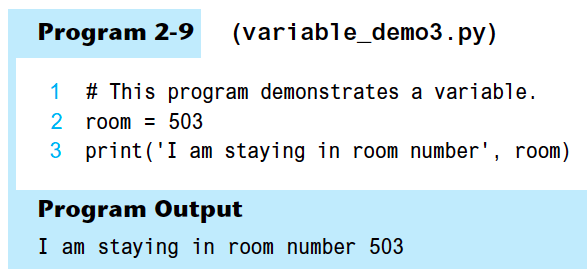 Program 2-9 (variable_demo3.py)
1 # This program demonstrates a variable.
2 room = 503
3 print('I am staying in room number', room)
Program Output
I am staying in room number 503